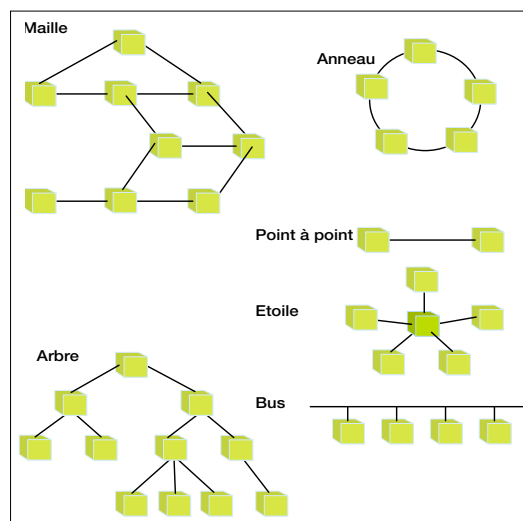 Maille
Anneau
Point à point
Etoile
Arbre
Bus